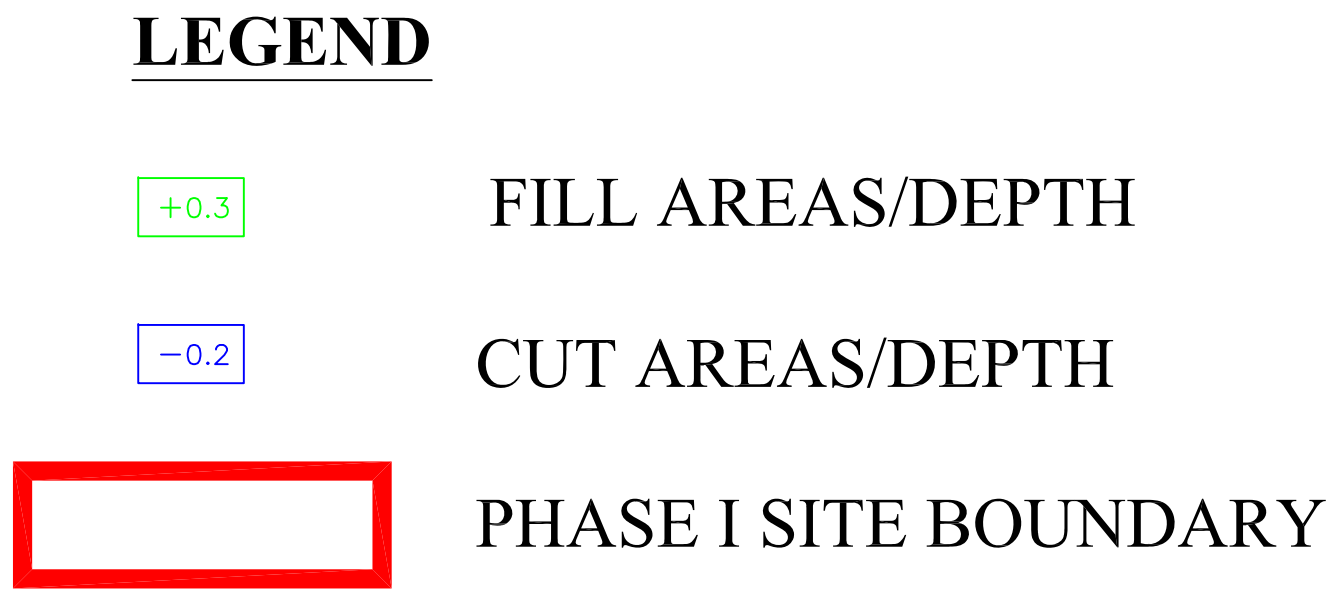 LEGEND
+0.3 FILL AREAS/DEPTH
-0.2 CUT AREAS/DEPTH
PHASE I SITE BOUNDARY